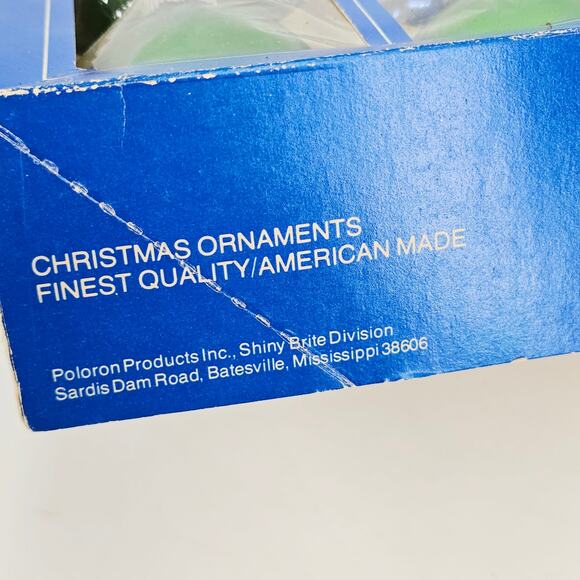 CHRISTMAS ORNAMENTS
FINEST QUALITY/AMERICAN MADE
Poloron Products Inc., Shiny Brite Division
Sardis Dam Road, Batesville, Mississippi 38606